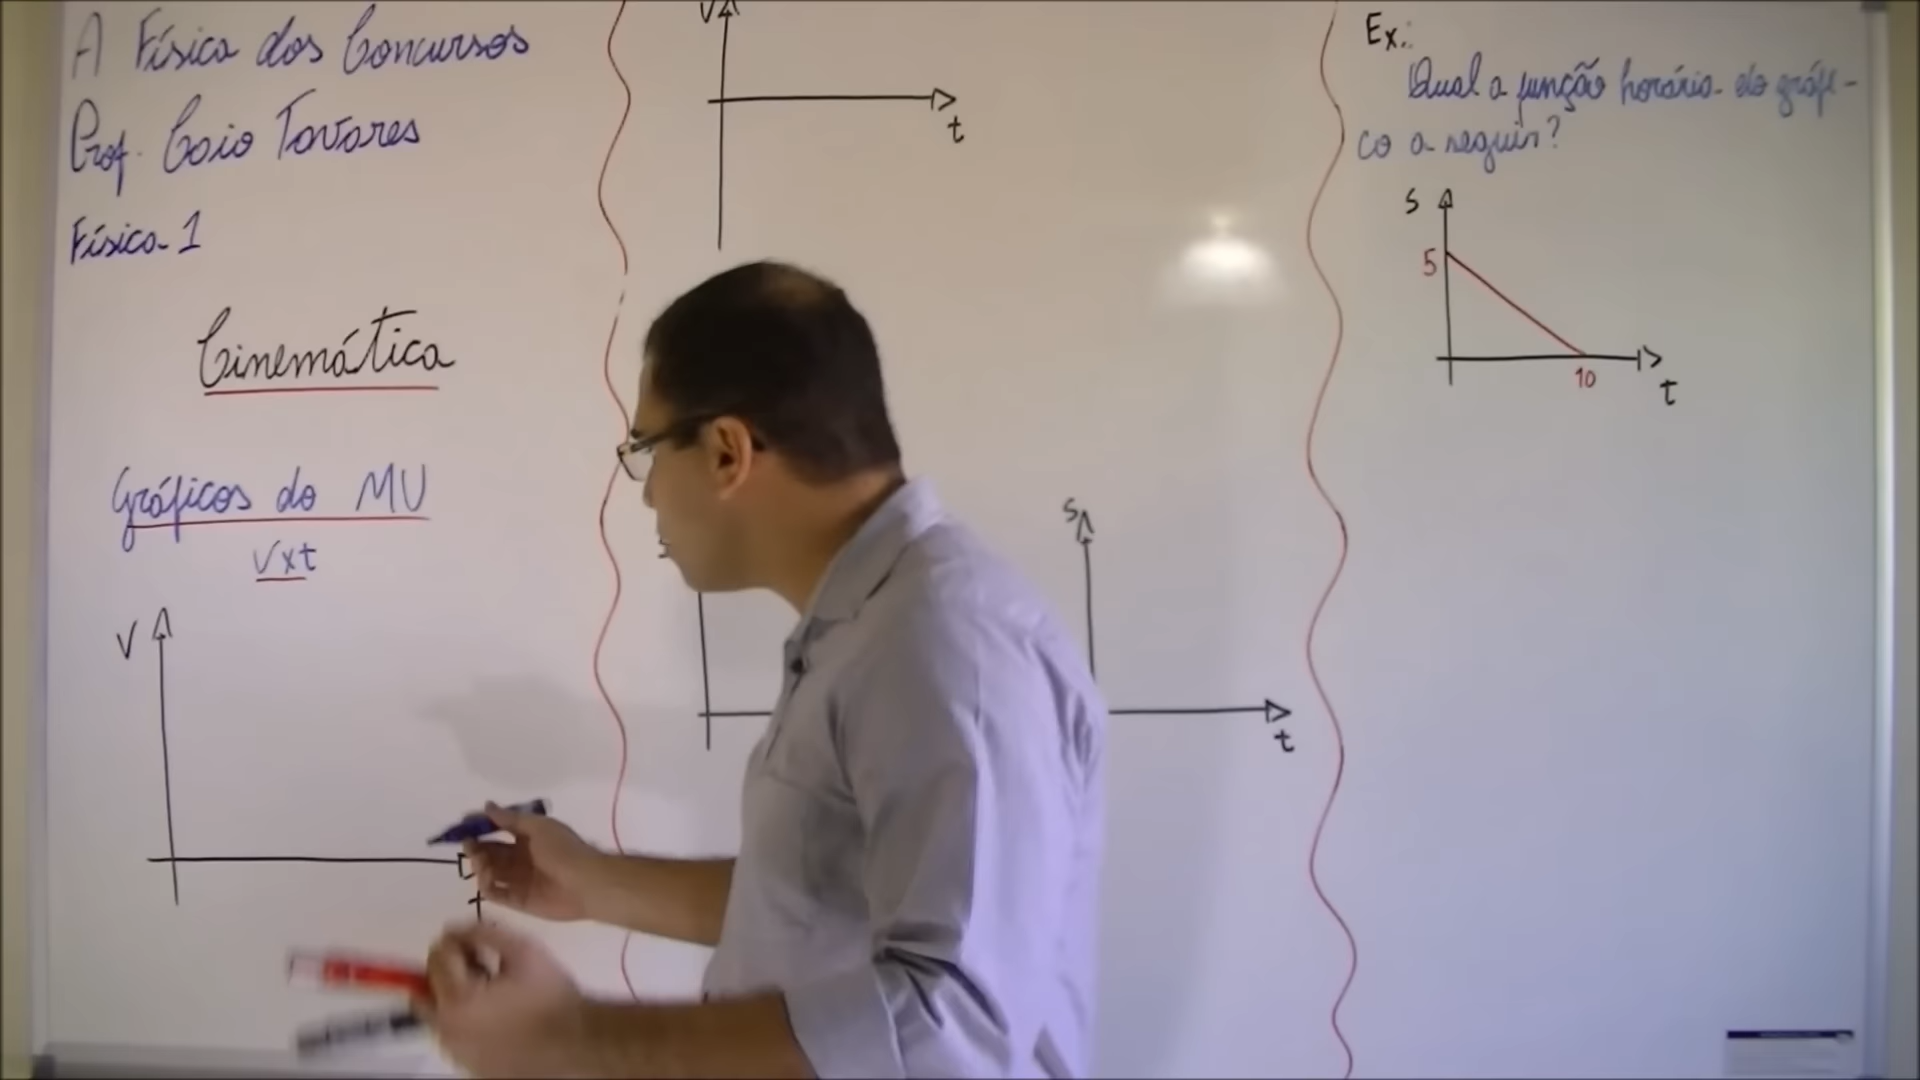 A Física dos Concursos
Prof. Caio Tavares
Física 1
Cinemática
Gráficos do MU
V x t
V
t
V
t
S
t
Ex.:
Qual a função horária do gráfi-
co a seguir?
S
5
10
t